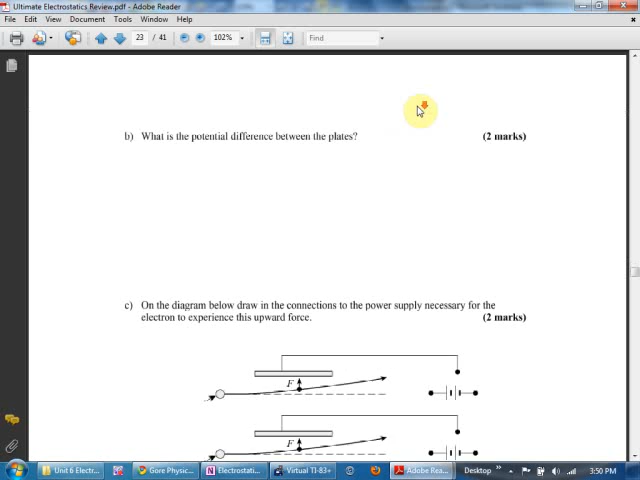 Ultimate Electrostatics Review.pdf - Adobe Reader
File Edit View Document Tools Window Help
23 / 41 102% Find
b) What is the potential difference between the plates? (2 marks)
c) On the diagram below draw in the connections to the power supply necessary for the
electron to experience this upward force. (2 marks)
F
F
Unit 6 Electr... Gore Physic... Electrostati... Virtual TI-83+ Adobe Rea... Desktop 3:50 PM